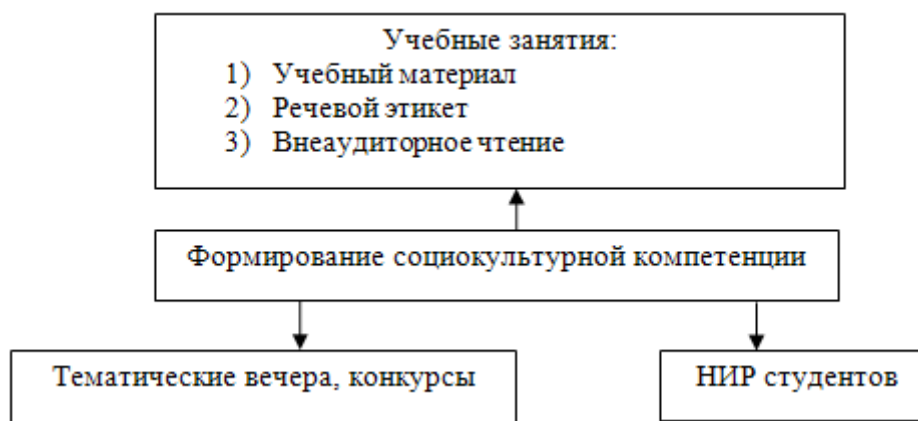 Учебные занятия:
1) Учебный материал
2) Речевой этикет
3) Внеаудиторное чтение
Формирование социокультурной компетенции
Тематические вечера, конкурсы
НИР студентов